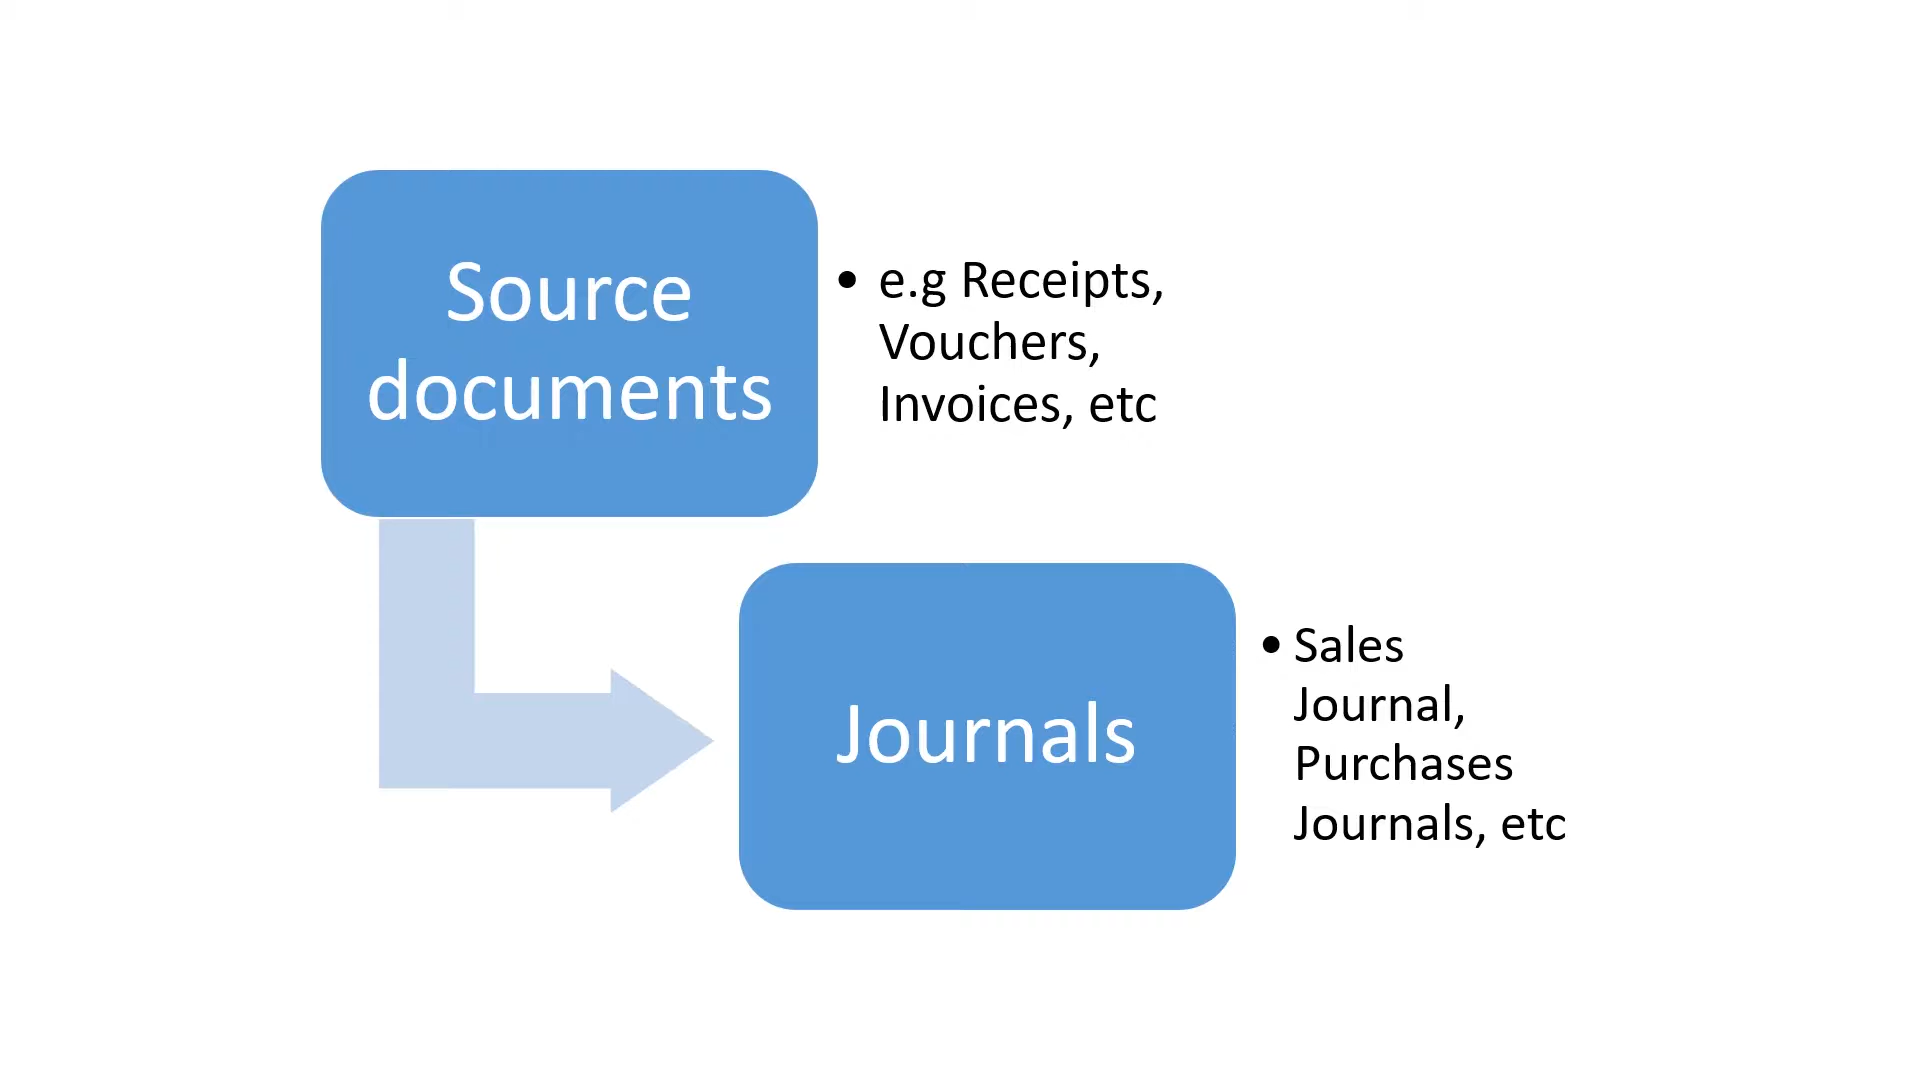 Source
documents
• e.g Receipts,
Vouchers,
Invoices, etc
Journals
• Sales
Journal,
Purchases
Journals, etc